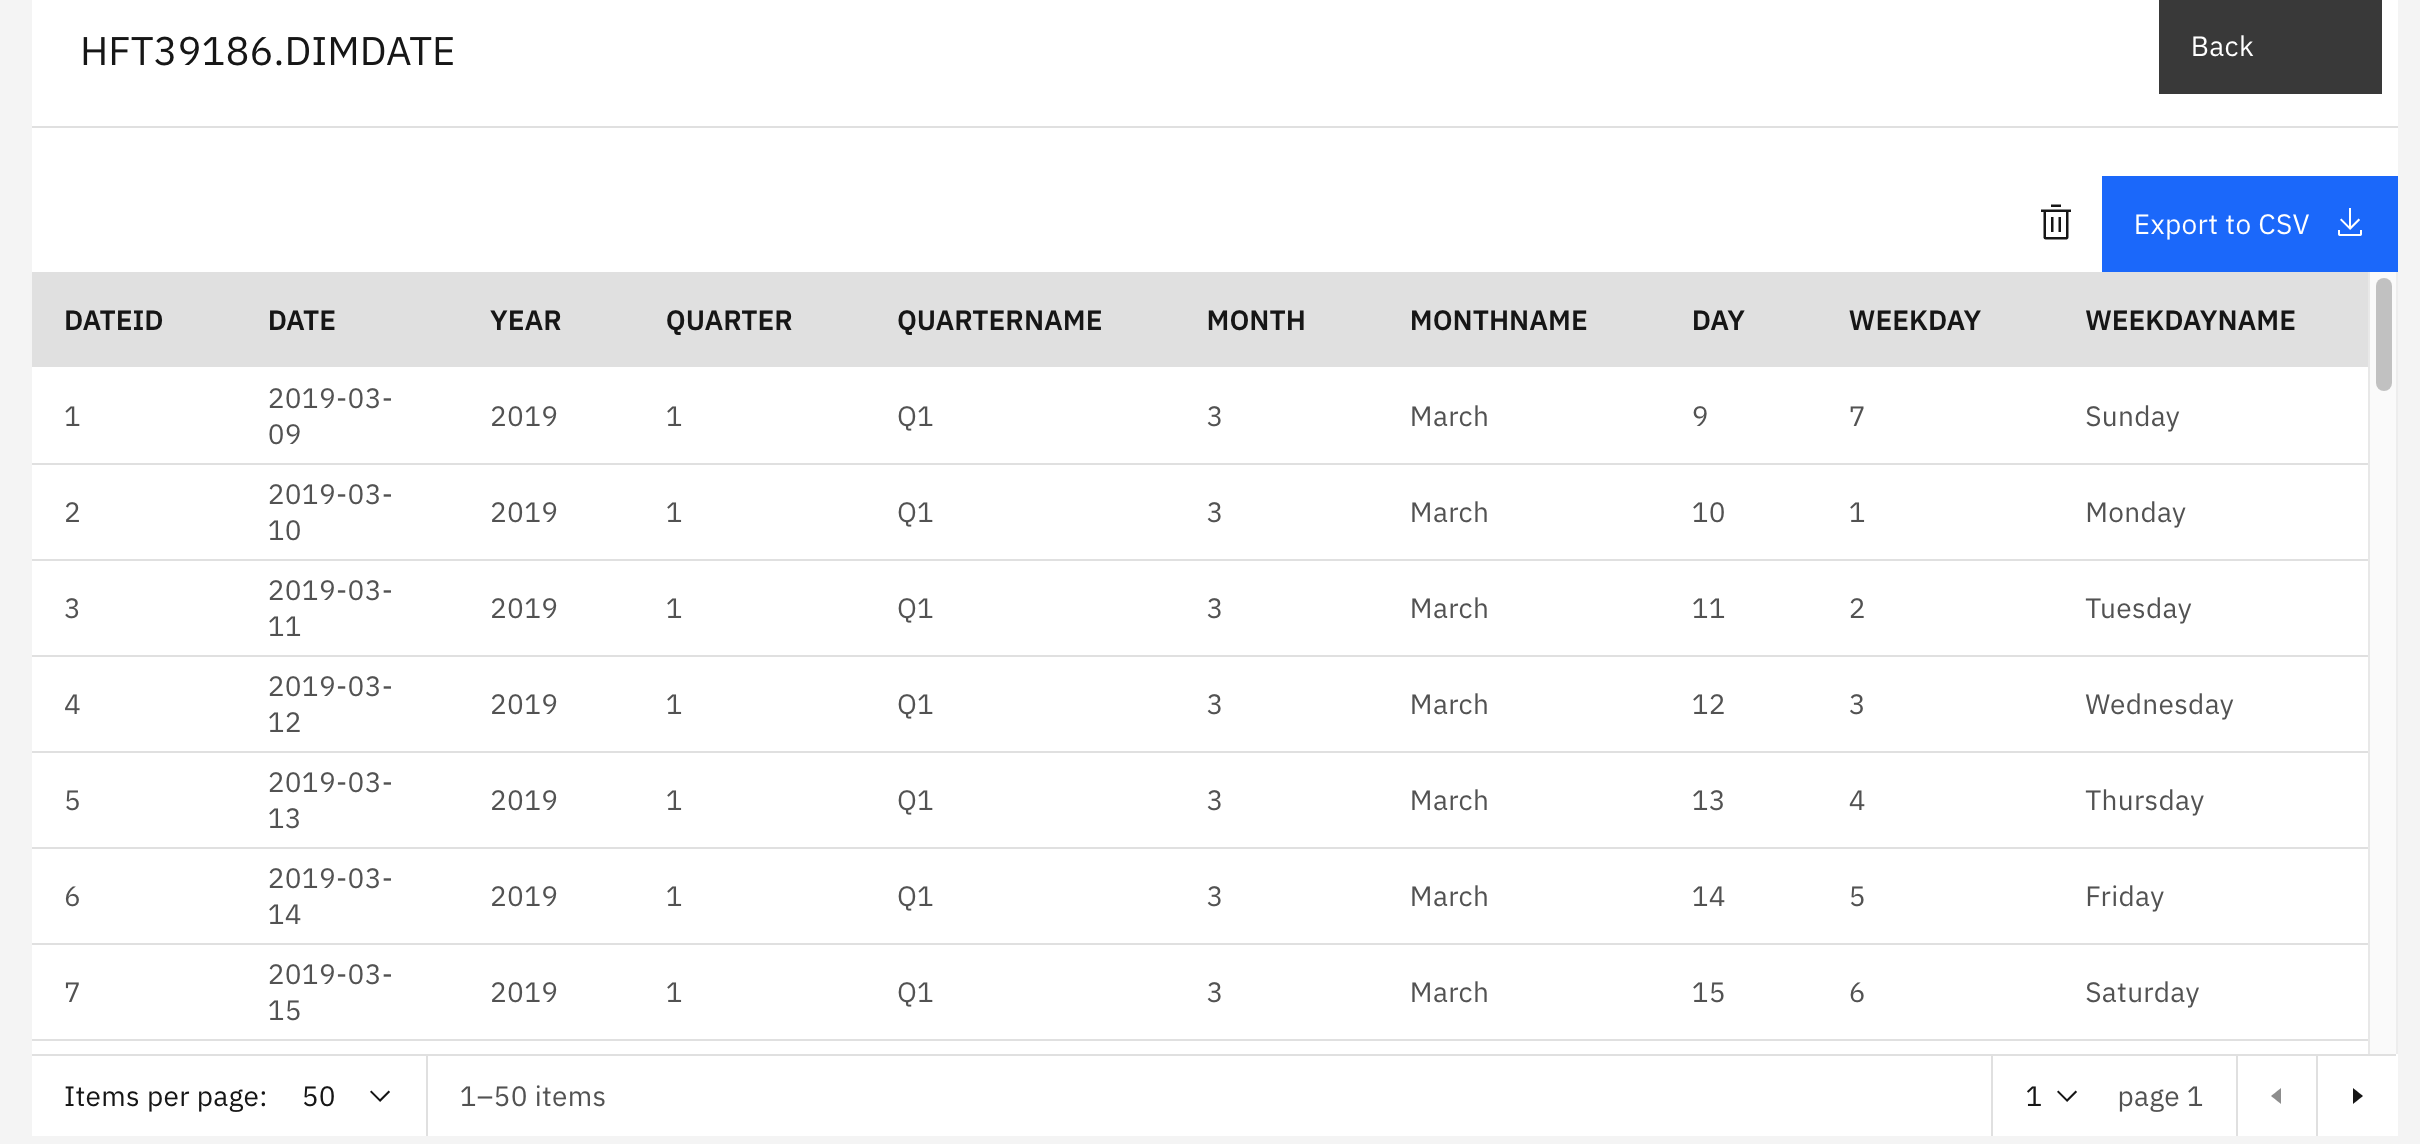 HFT39186.DIMDATE
Back
Export to CSV
DATEID DATE YEAR QUARTER QUARTERNAME MONTH MONTHNAME DAY WEEKDAY WEEKDAYNAME
1 2019-03-09 2019 1 Q1 3 March 9 7 Sunday
2 2019-03-10 2019 1 Q1 3 March 10 1 Monday
3 2019-03-11 2019 1 Q1 3 March 11 2 Tuesday
4 2019-03-12 2019 1 Q1 3 March 12 3 Wednesday
5 2019-03-13 2019 1 Q1 3 March 13 4 Thursday
6 2019-03-14 2019 1 Q1 3 March 14 5 Friday
7 2019-03-15 2019 1 Q1 3 March 15 6 Saturday
Items per page: 50 1–50 items 1 page 1